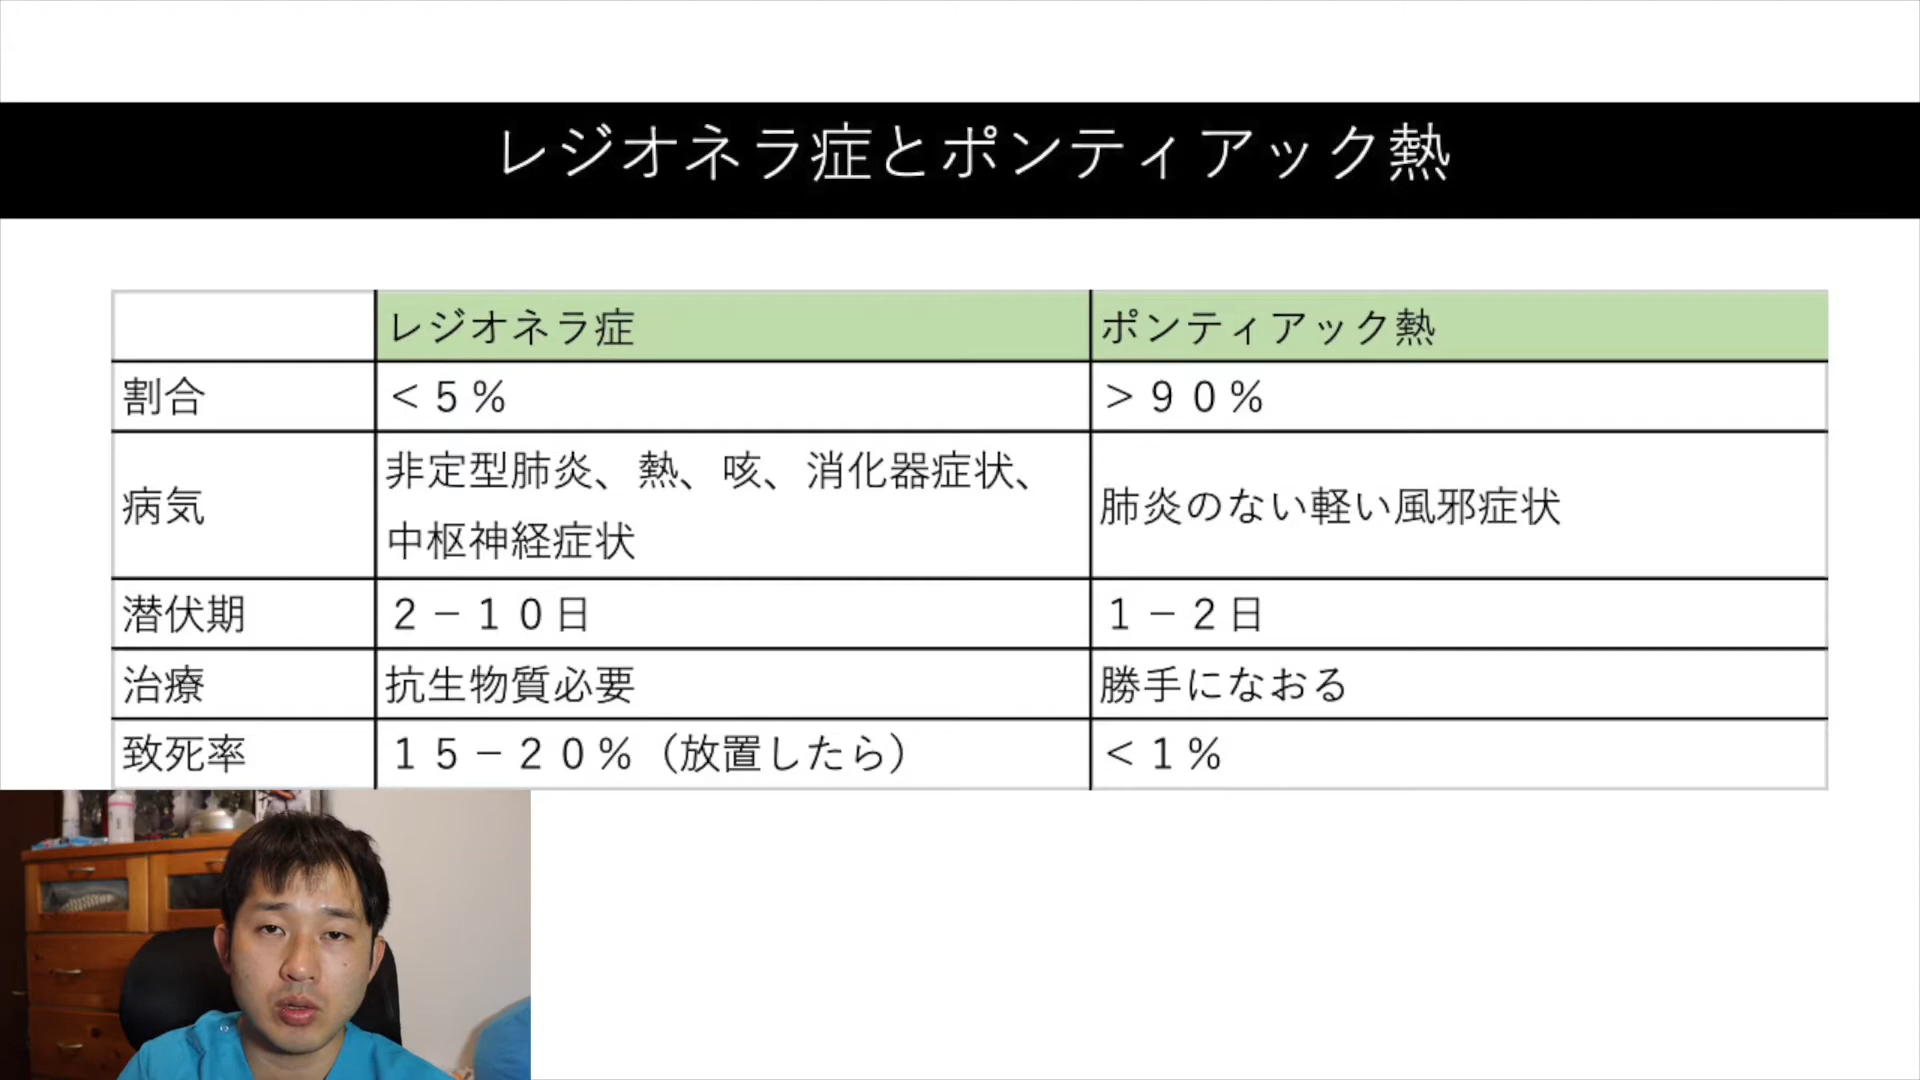 レジオネラ症とポンティアック熱
レジオネラ症 ポンティアック熱
割合 <５% >９０%
病気 非定型肺炎、熱、咳、消化器症状、
中枢神経症状 肺炎のない軽い風邪症状
潜伏期 ２−１０日 １−２日
治療 抗生物質必要 勝手になおる
致死率 １５−２０%（放置したら） <１%